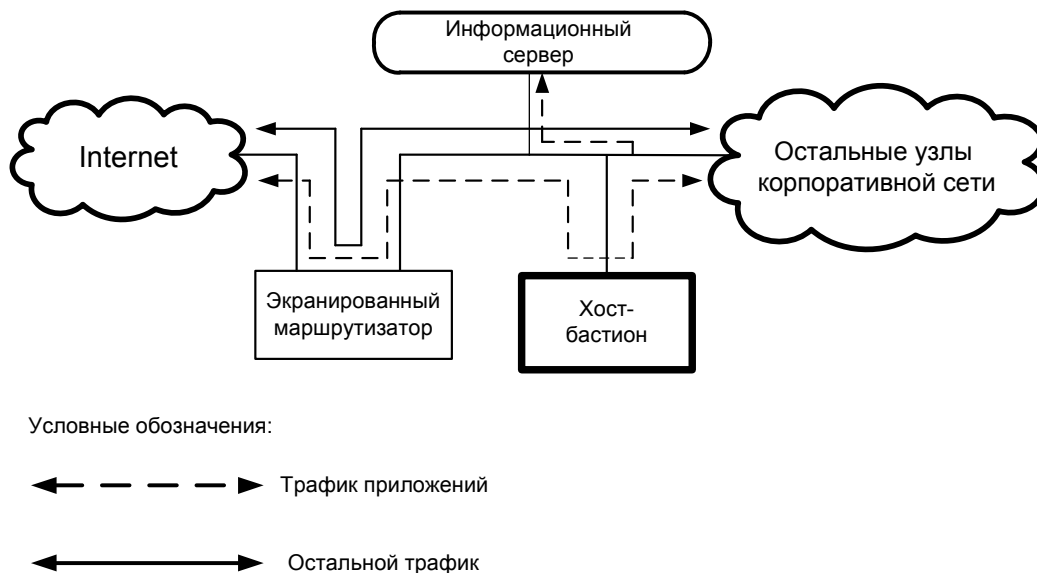 Информационный
сервер
Internet
Остальные узлы
корпоративной сети
Экранированный
маршрутизатор
Хост-
бастион
Условные обозначения:
Трафик приложений
Остальной трафик